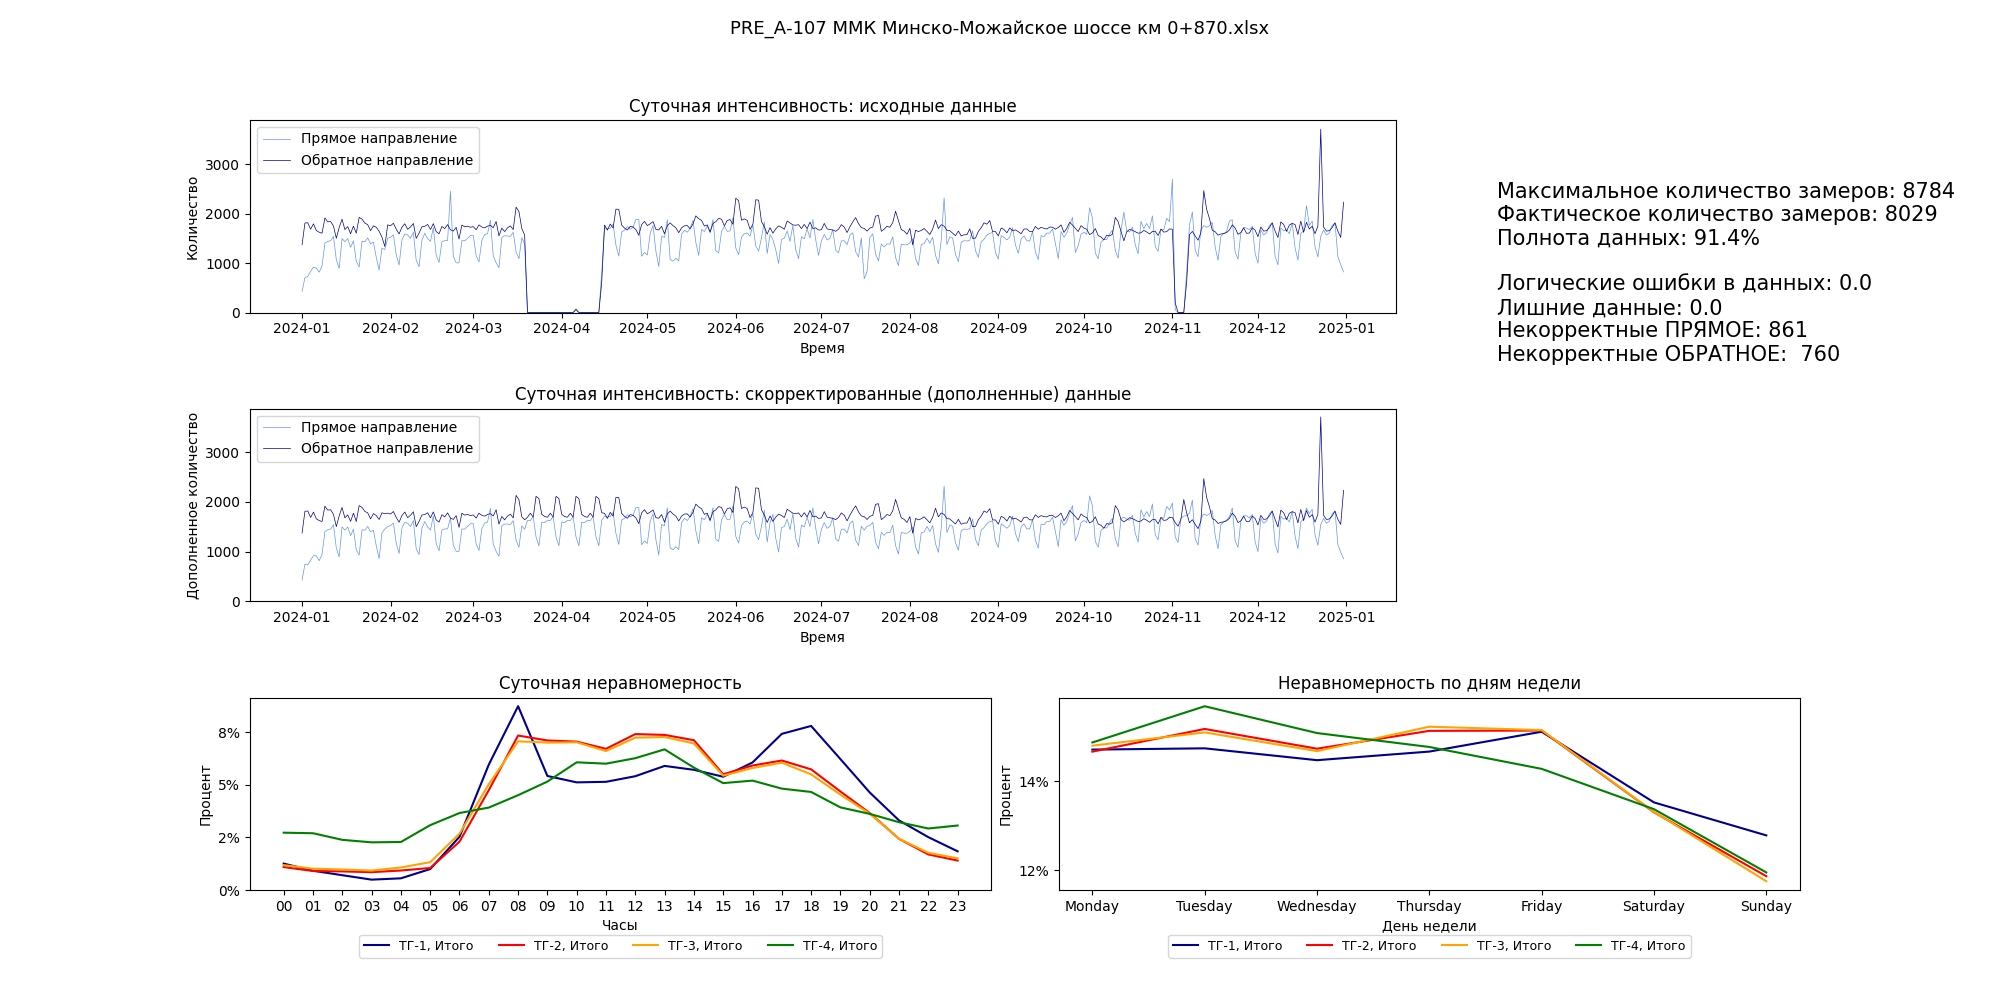 PRE_A-107 ММК Минско-Можайское шоссе км 0+870.xlsx
Суточная интенсивность: исходные данные
Прямое направление
Обратное направление
Количество
3000
2000
1000
0
2024-01 2024-02 2024-03 2024-04 2024-05 2024-06 2024-07 2024-08 2024-09 2024-10 2024-11 2024-12 2025-01
Время
Максимальное количество замеров: 8784
Фактическое количество замеров: 8029
Полнота данных: 91.4%
Логические ошибки в данных: 0.0
Лишние данные: 0.0
Некорректные ПРЯМОЕ: 861
Некорректные ОБРАТНОЕ:  760
Суточная интенсивность: скорректированные (дополненные) данные
Прямое направление
Обратное направление
Дополненное количество
3000
2000
1000
0
2024-01 2024-02 2024-03 2024-04 2024-05 2024-06 2024-07 2024-08 2024-09 2024-10 2024-11 2024-12 2025-01
Время
Суточная неравномерность
Процент
8%
5%
2%
0%
00 01 02 03 04 05 06 07 08 09 10 11 12 13 14 15 16 17 18 19 20 21 22 23
Часы
ТГ-1, Итого ТГ-2, Итого ТГ-3, Итого ТГ-4, Итого
Неравномерность по дням недели
Процент
14%
12%
Monday Tuesday Wednesday Thursday Friday Saturday Sunday
День недели
ТГ-1, Итого ТГ-2, Итого ТГ-3, Итого ТГ-4, Итого